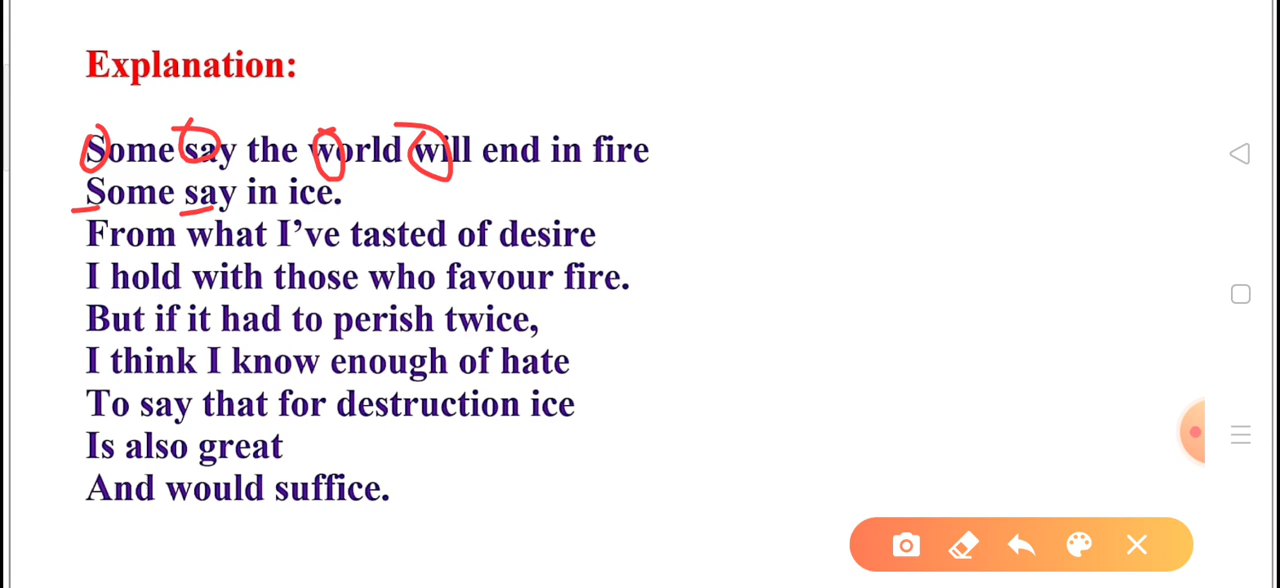 Explanation:
Some say the world will end in fire
Some say in ice.
From what I’ve tasted of desire
I hold with those who favour fire.
But if it had to perish twice,
I think I know enough of hate
To say that for destruction ice
Is also great
And would suffice.